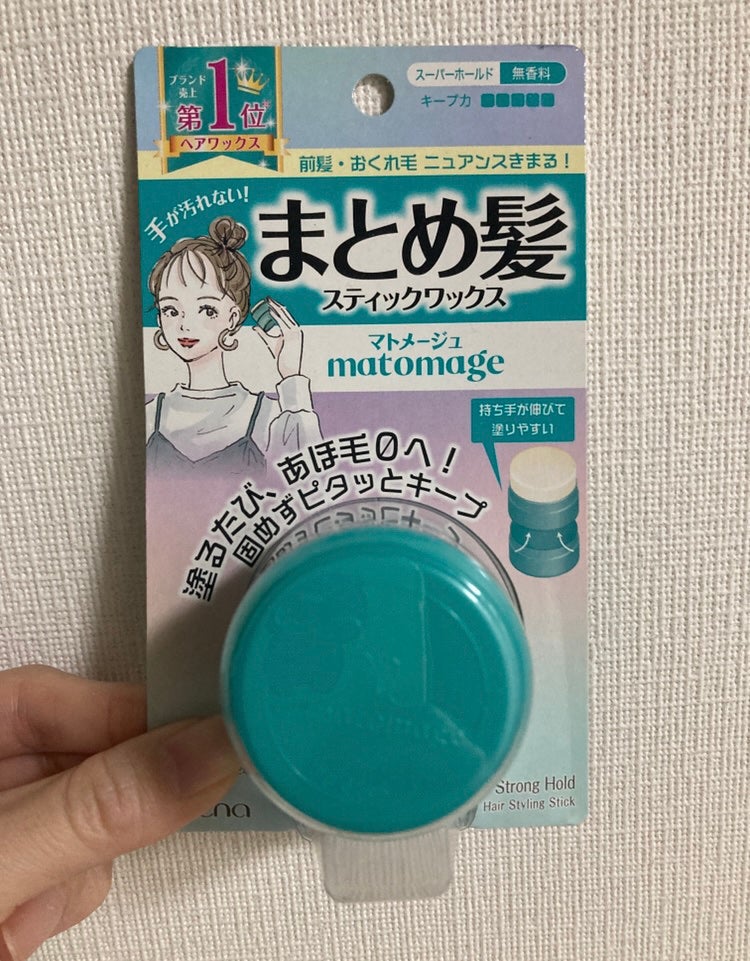 ブランド
売上
第1位
ヘアワックス
スーパーホールド 無香料
キープ力
前髪・おくれ毛 ニュアンスきまる!
手が汚れない!
まとめ髪
スティックワックス
マトメージュ
matomage
持ち手が伸びて
塗りやすい
塗るたび、あほ毛0へ!
固めずピタッとキープ
Strong Hold
Hair Styling Stick